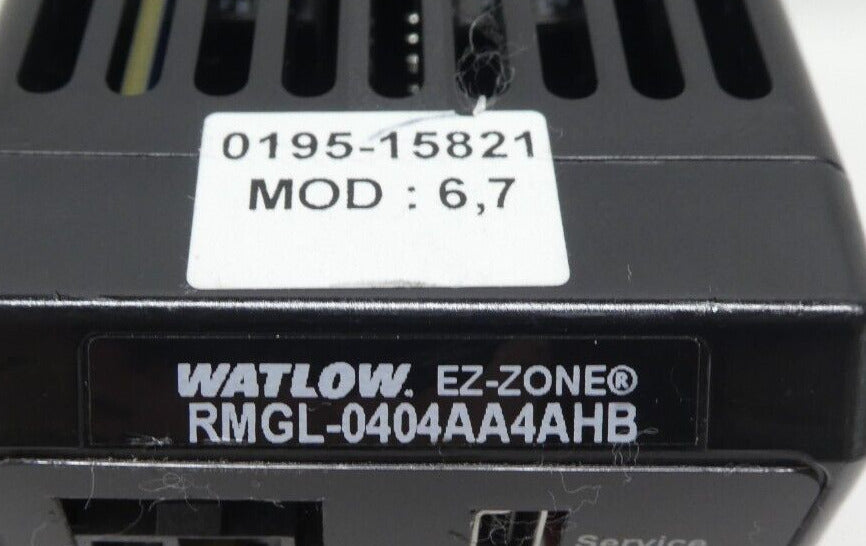 0195-15821
MOD : 6,7
WATLOW. EZ-ZONE®
RMGL-0404AA4AHB
Service